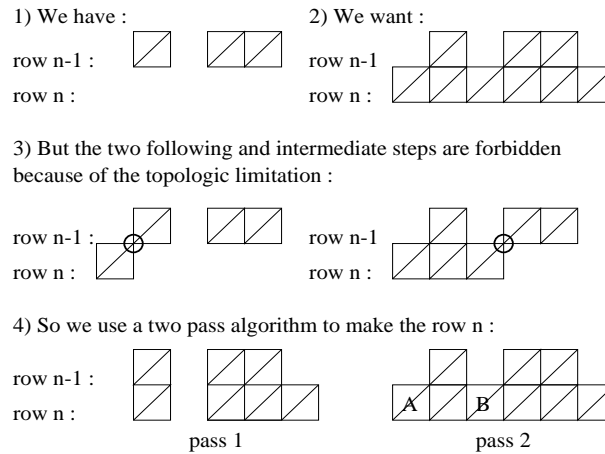 1) We have :
2) We want :
row n-1 :
row n-1
row n :
row n :
3) But the two following and intermediate steps are forbidden
because of the topologic limitation :
row n-1 :
row n-1
row n :
row n :
4) So we use a two pass algorithm to make the row n :
row n-1 :
row n :
A
B
pass 1
pass 2